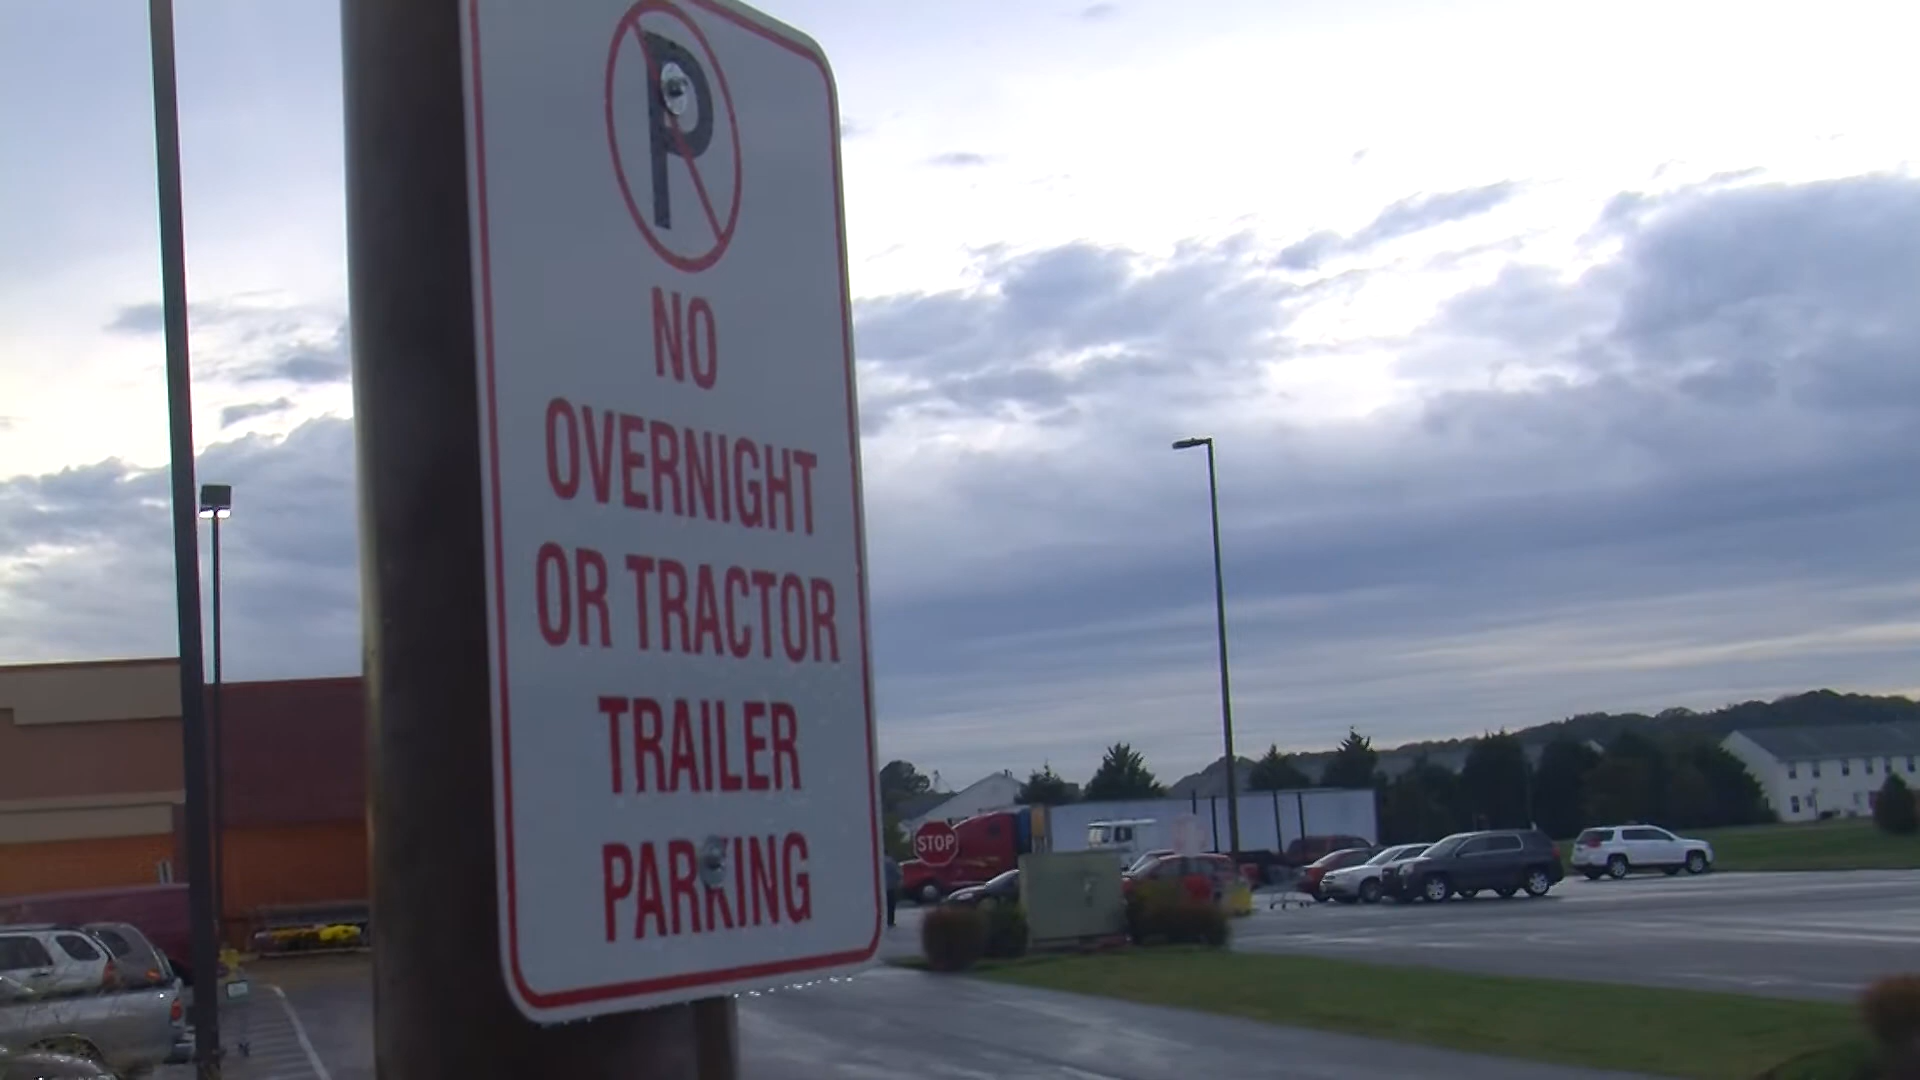 P
NO
OVERNIGHT
OR TRACTOR
TRAILER
PARKING
STOP